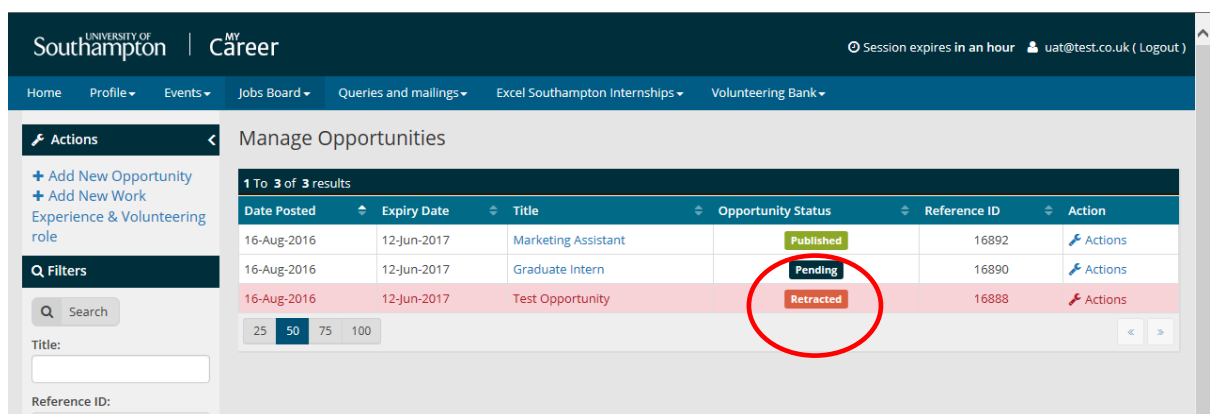 UNIVERSITY OF
Southampton | MY Career
Session expires in an hour uat@test.co.uk ( Logout )
Home Profile Events Jobs Board Queries and mailings Excel Southampton Internships Volunteering Bank
Actions
Manage Opportunities
+ Add New Opportunity
+ Add New Work
Experience & Volunteering
role
1 To 3 of 3 results
Date Posted Expiry Date Title Opportunity Status Reference ID Action
16-Aug-2016 12-Jun-2017 Marketing Assistant Published 16892 Actions
16-Aug-2016 12-Jun-2017 Graduate Intern Pending 16890 Actions
16-Aug-2016 12-Jun-2017 Test Opportunity Retracted 16888 Actions
25 50 75 100 « »
Filters
Search
Title:
Reference ID: